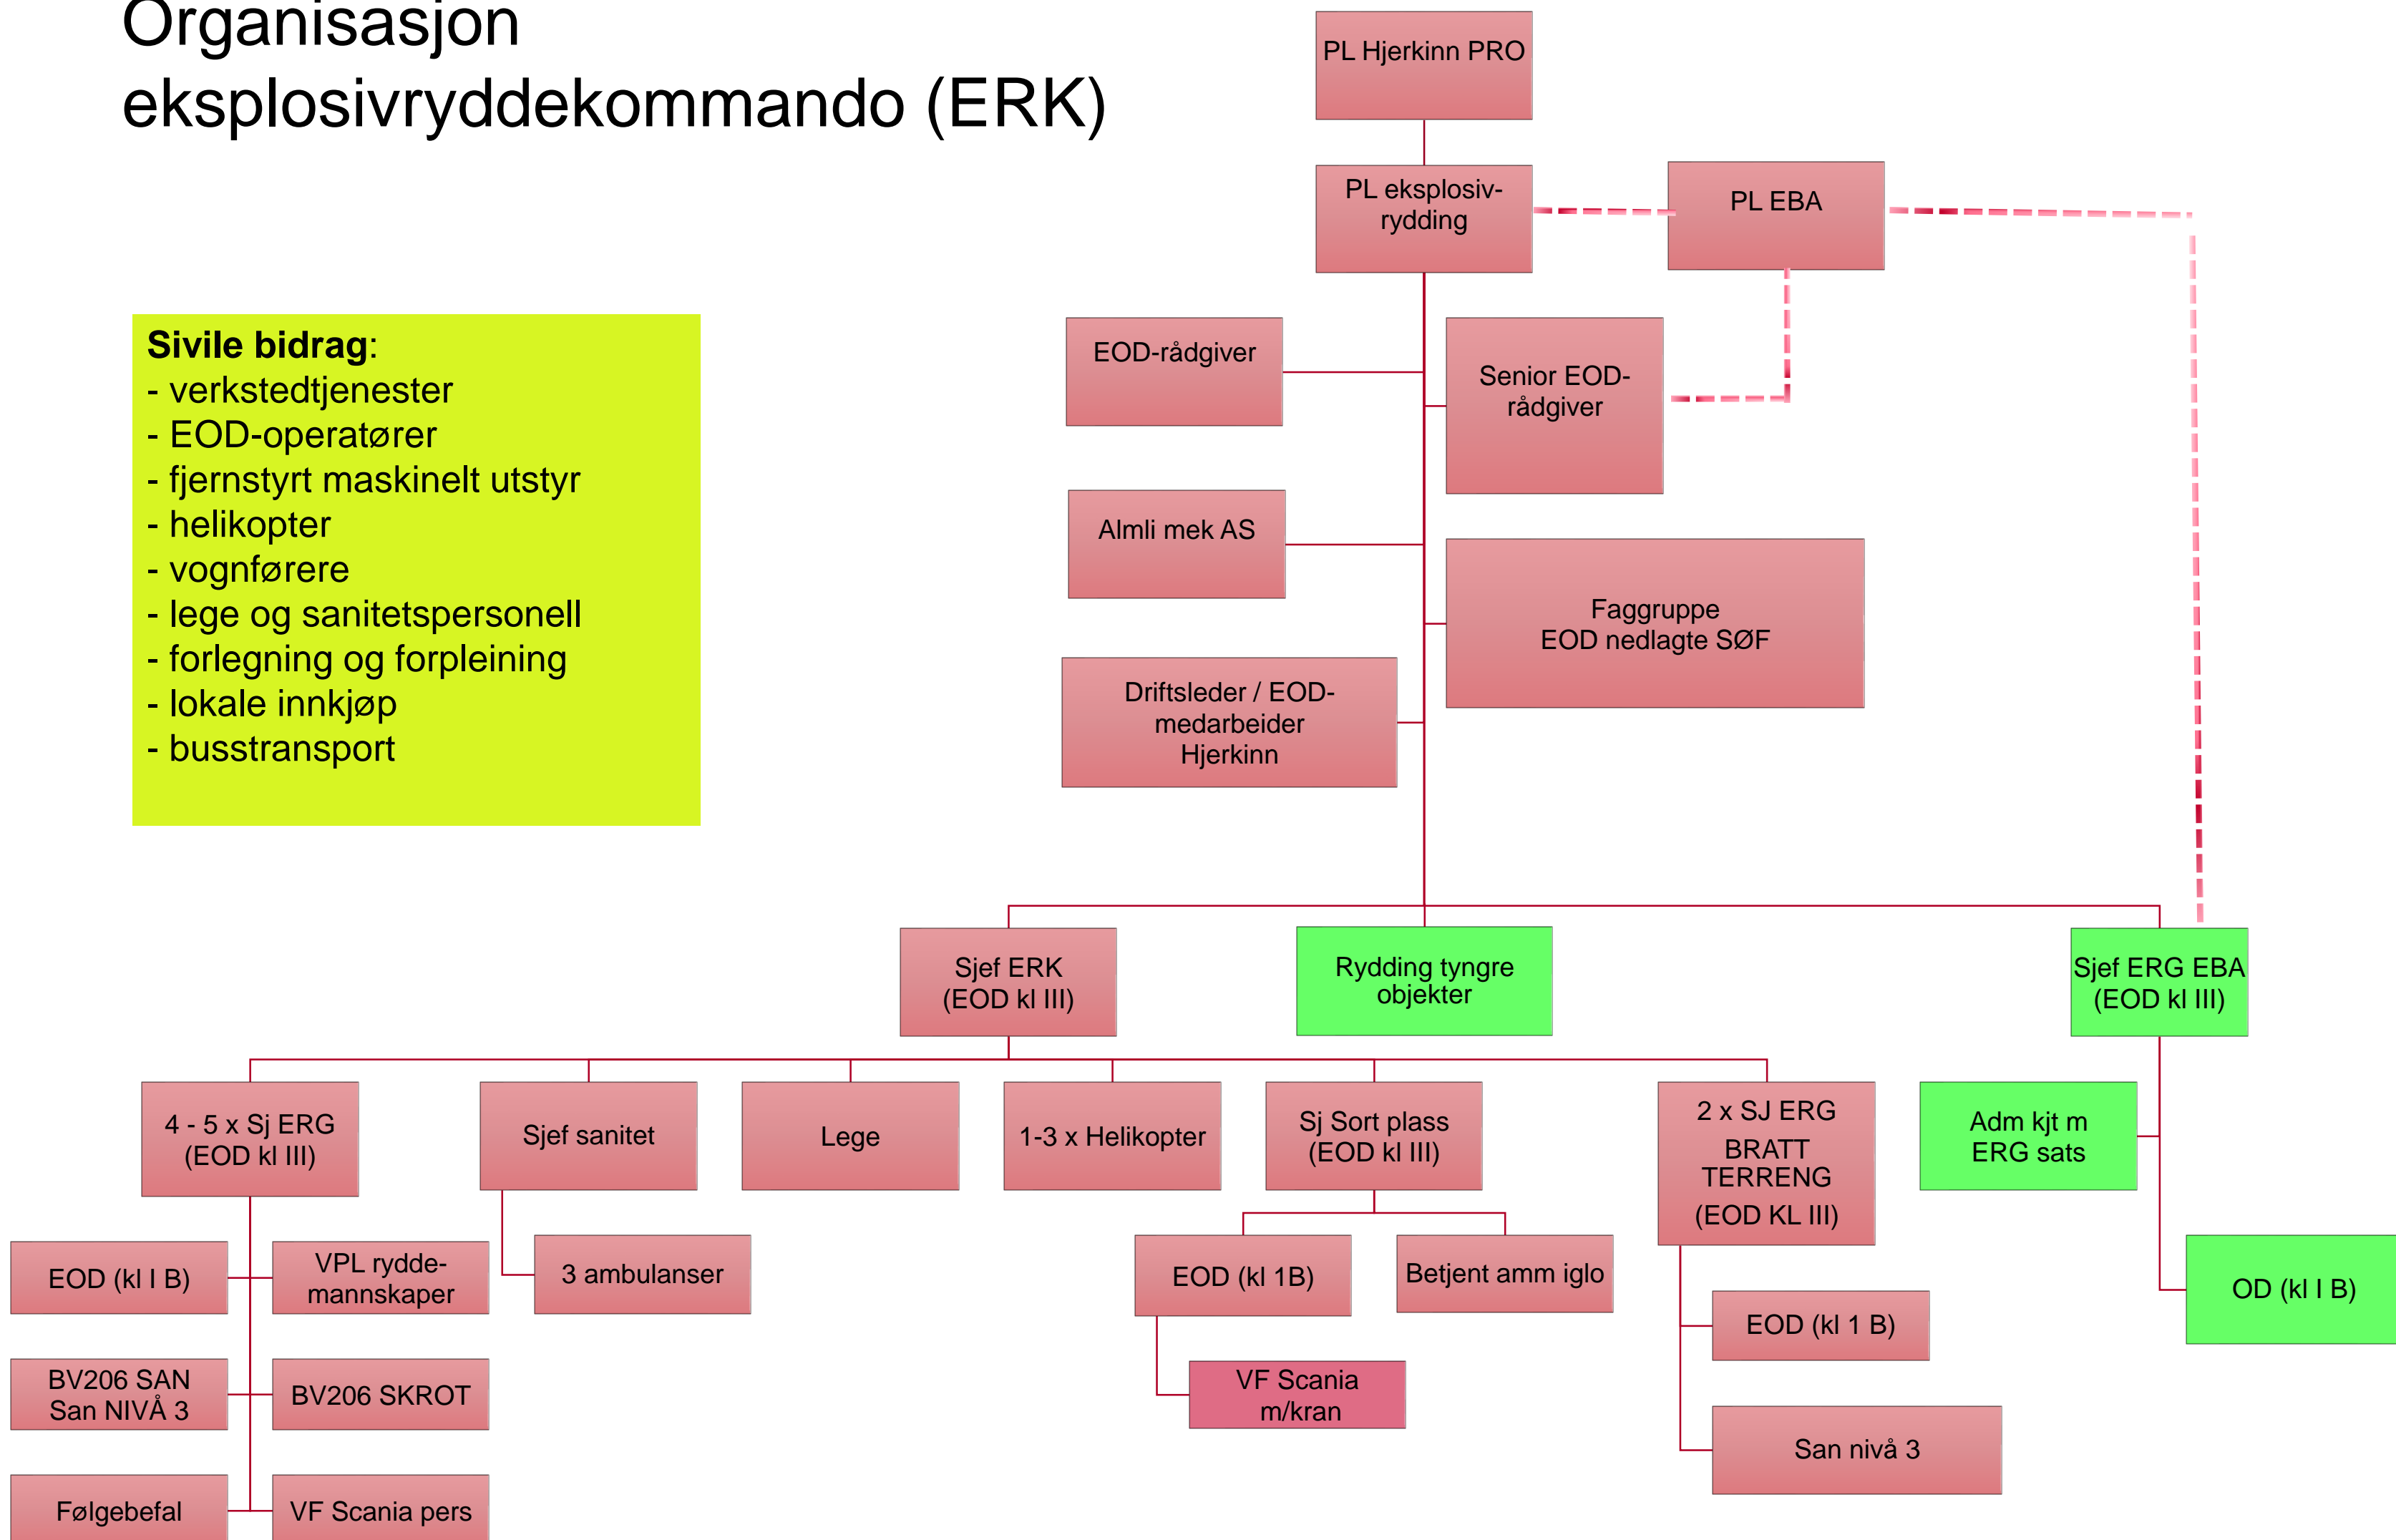 Organisasjon
eksplosivryddekommando (ERK)
PL Hjerkinn PRO
PL eksplosiv-
rydding
PL EBA
Sivile bidrag:
- verkstedtjenester
- EOD-operatører
- fjernstyrt maskinelt utstyr
- helikopter
- vognførere
- lege og sanitetspersonell
- forlegning og forpleining
- lokale innkjøp
- busstransport
EOD-rådgiver
Senior EOD-
rådgiver
Almli mek AS
Faggruppe
EOD nedlagte SØF
Driftsleder / EOD-
medarbeider
Hjerkinn
Sjef ERK
(EOD kl III)
Rydding tyngre
objekter
Sjef ERG EBA
(EOD kl III)
4 - 5 x Sj ERG
(EOD kl III)
Sjef sanitet
Lege
1-3 x Helikopter
Sj Sort plass
(EOD kl III)
2 x SJ ERG
BRATT
TERRENG
(EOD KL III)
Adm kjt m
ERG sats
EOD (kl I B)
VPL rydde-
mannskaper
3 ambulanser
EOD (kl 1B)
Betjent amm iglo
EOD (kl 1 B)
OD (kl I B)
BV206 SAN
San NIVÅ 3
BV206 SKROT
VF Scania
m/kran
San nivå 3
Følgebefal
VF Scania pers